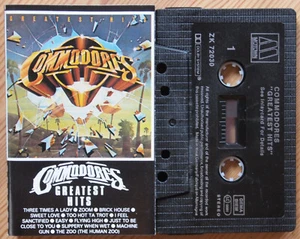 GREATEST HITS
COMMODORES
COMMODORES
GREATEST
HITS
THREE TIMES A LADY • ZOOM • BRICK HOUSE •
SWEET LOVE • TOO HOT TA TROT • I FEEL
SANCTIFIED • EASY • FLYING HIGH • JUST TO BE
CLOSE TO YOU • SLIPPERY WHEN WET • MACHINE
GUN • THE ZOO (THE HUMAN ZOO)
ZK 72030
1
STEREO
MOTOWN
COMMODORES
"GREATEST HITS"
See Inlaycard For Details